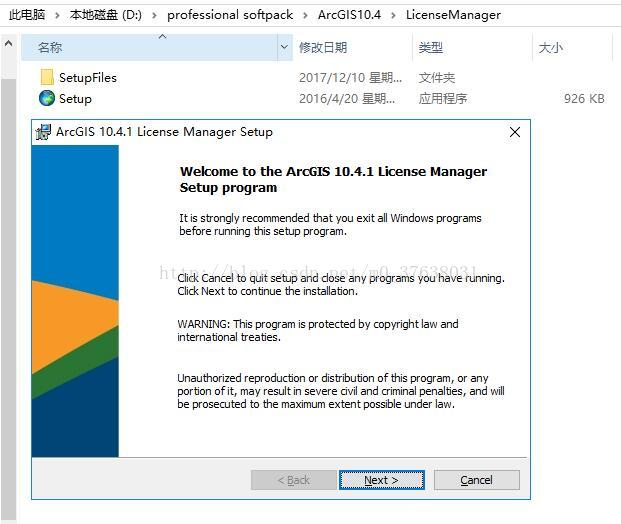 此电脑 > 本地磁盘 (D:) > professional softpack > ArcGIS10.4 > LicenseManager
名称 修改日期 类型 大小
SetupFiles 2017/12/10 星期... 文件夹
Setup 2016/4/20 星期... 应用程序 926 KB
ArcGIS 10.4.1 License Manager Setup
Welcome to the ArcGIS 10.4.1 License Manager
Setup program
It is strongly recommended that you exit all Windows programs
before running this setup program.
http://blog.csdn.net/m0_37638031
Click Cancel to quit setup and close any programs you have running.
Click Next to continue the installation.
WARNING: This program is protected by copyright law and
international treaties.
Unauthorized reproduction or distribution of this program, or any
portion of it, may result in severe civil and criminal penalties, and will
be prosecuted to the maximum extent possible under law.
< Back Next > Cancel